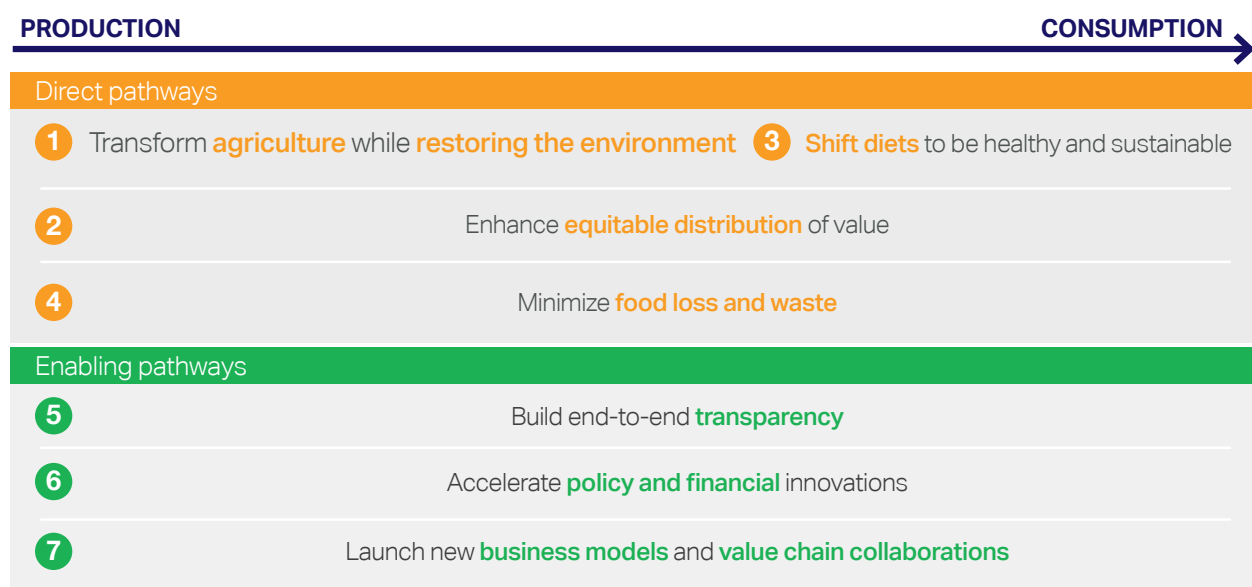 PRODUCTION CONSUMPTION
Direct pathways
1 Transform agriculture while restoring the environment 3 Shift diets to be healthy and sustainable
2 Enhance equitable distribution of value
4 Minimize food loss and waste
Enabling pathways
5 Build end-to-end transparency
6 Accelerate policy and financial innovations
7 Launch new business models and value chain collaborations